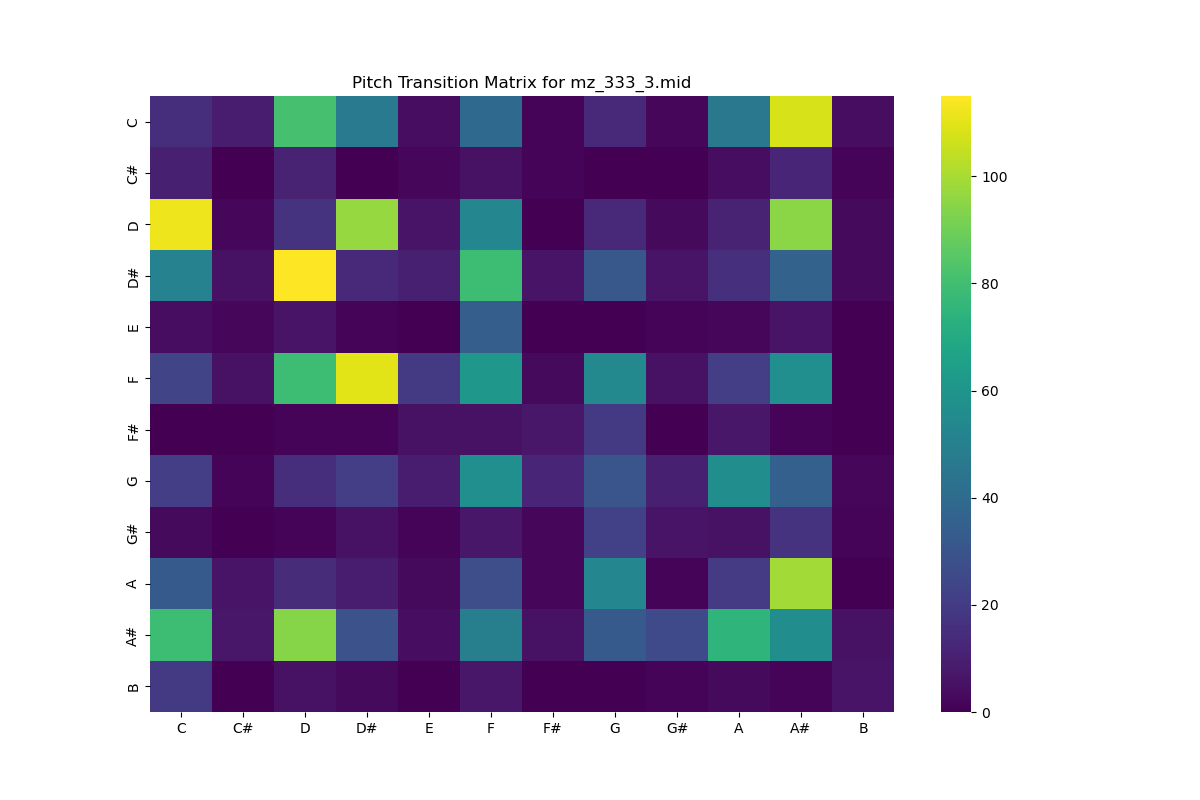 Pitch Transition Matrix for mz_333_3.mid
C
C#
D
D#
E
F
F#
G
G#
A
A#
B
C C# D D# E F F# G G# A A# B
100
80
60
40
20
0